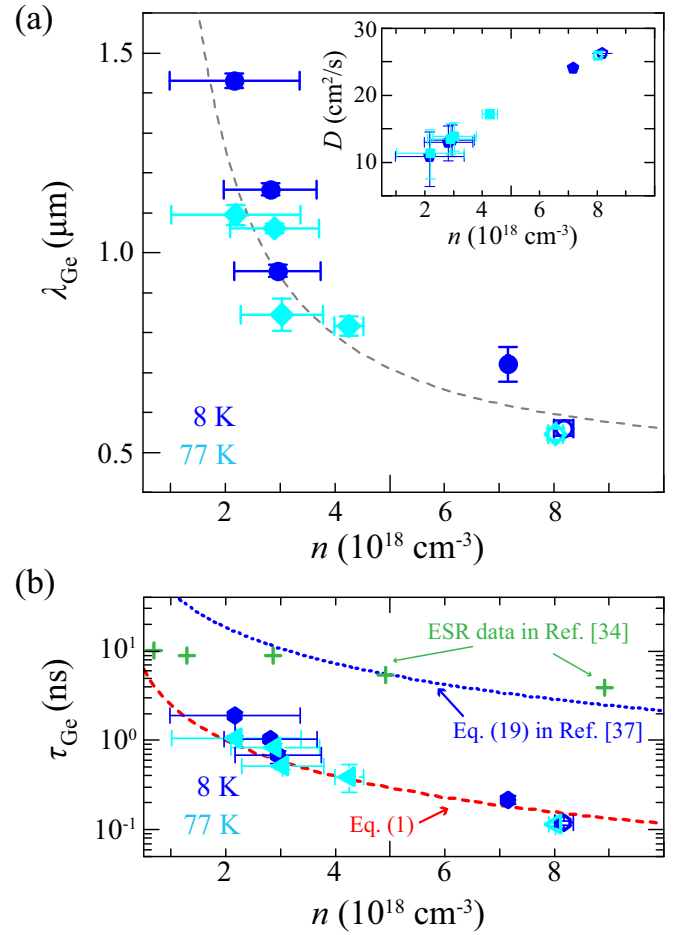 (a)
λGe (μm)
1.5
1.0
0.5
8 K
77 K
2
4
6
8
n (10¹⁸ cm⁻³)
D (cm²/s)
30
20
10
2
4
6
8
n (10¹⁸ cm⁻³)
(b)
τGe (ns)
10¹
10⁰
10⁻¹
ESR data in Ref. [34]
Eq. (19) in Ref. [37]
8 K
77 K
Eq. (1)
2
4
6
8
n (10¹⁸ cm⁻³)